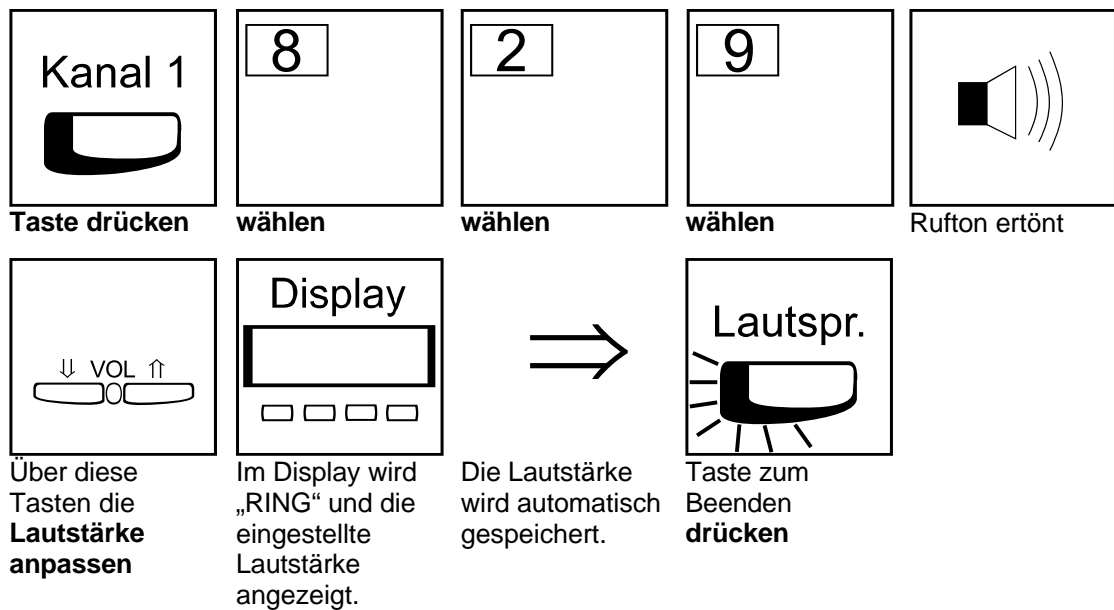 Kanal 1
Taste drücken
8
wählen
2
wählen
9
wählen
Rufton ertönt
⇓ VOL ⇑
Über diese
Tasten die
Lautstärke
anpassen
Display
Im Display wird
„RING“ und die
eingestellte
Lautstärke
angezeigt.
⇒
Die Lautstärke
wird automatisch
gespeichert.
Lautspr.
Taste zum
Beenden
drücken